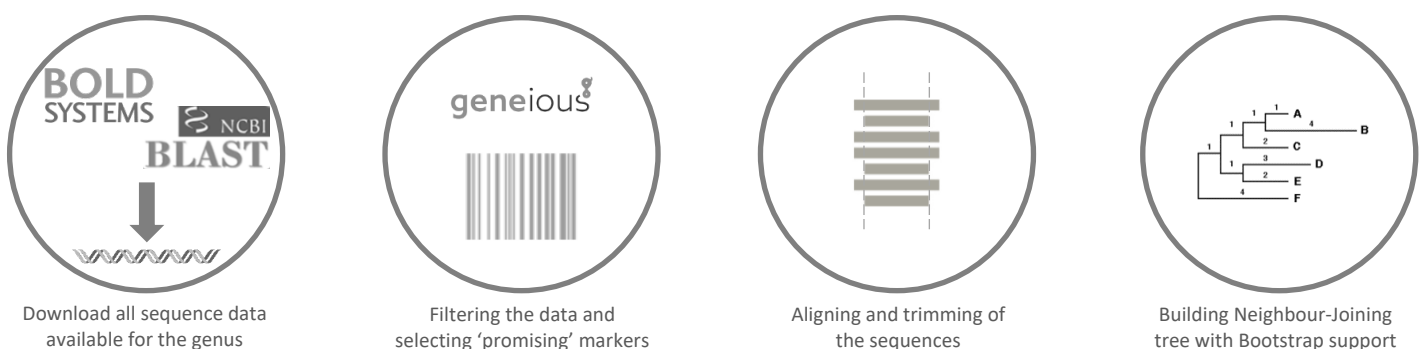 BOLD
SYSTEMS
NCBI
BLAST
Download all sequence data
available for the genus
geneious
Filtering the data and
selecting ‘promising’ markers
Aligning and trimming of
the sequences
1
1
A
4
B
1
2
C
1
3
D
1
2
E
4
F
Building Neighbour-Joining
tree with Bootstrap support